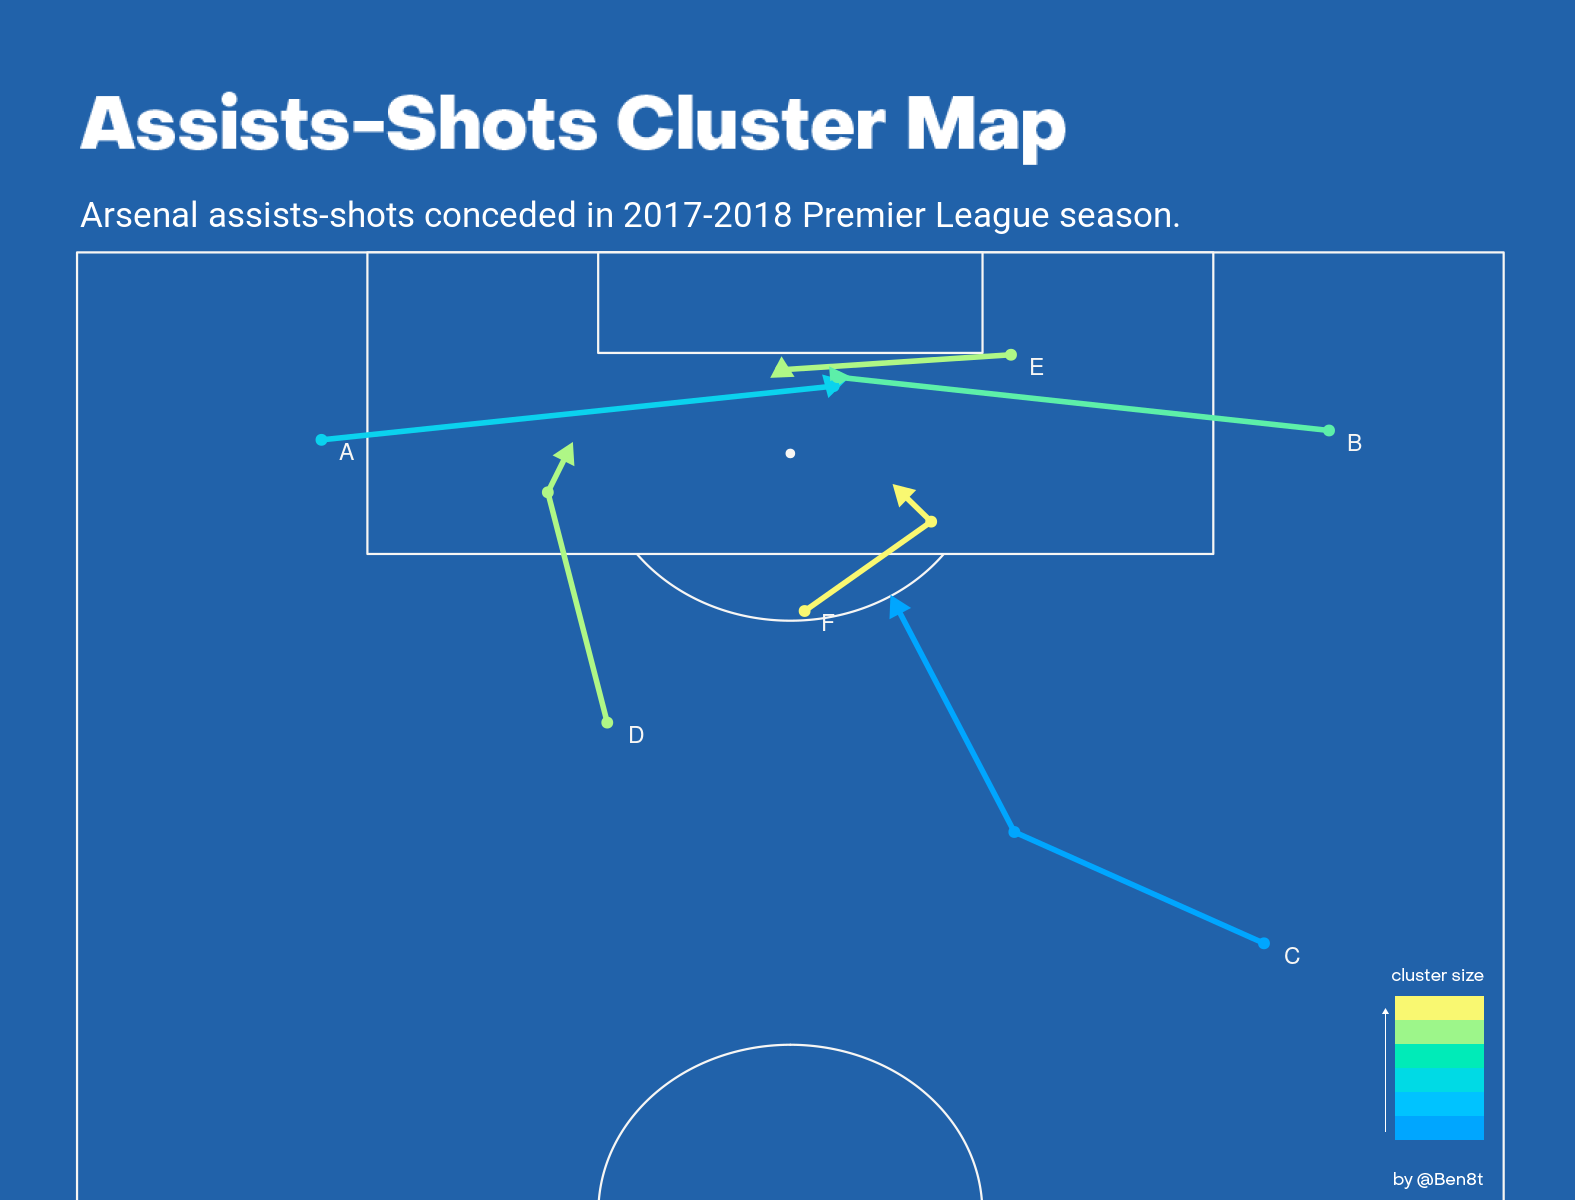 Assists-Shots Cluster Map
Arsenal assists-shots conceded in 2017-2018 Premier League season.
E
A
B
F
D
C
cluster size
by @Ben8t